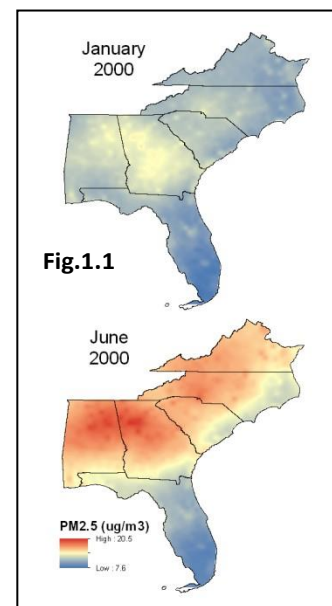 January
2000
Fig.1.1
June
2000
PM2.5 (ug/m3)
High : 20.5
Low : 7.6